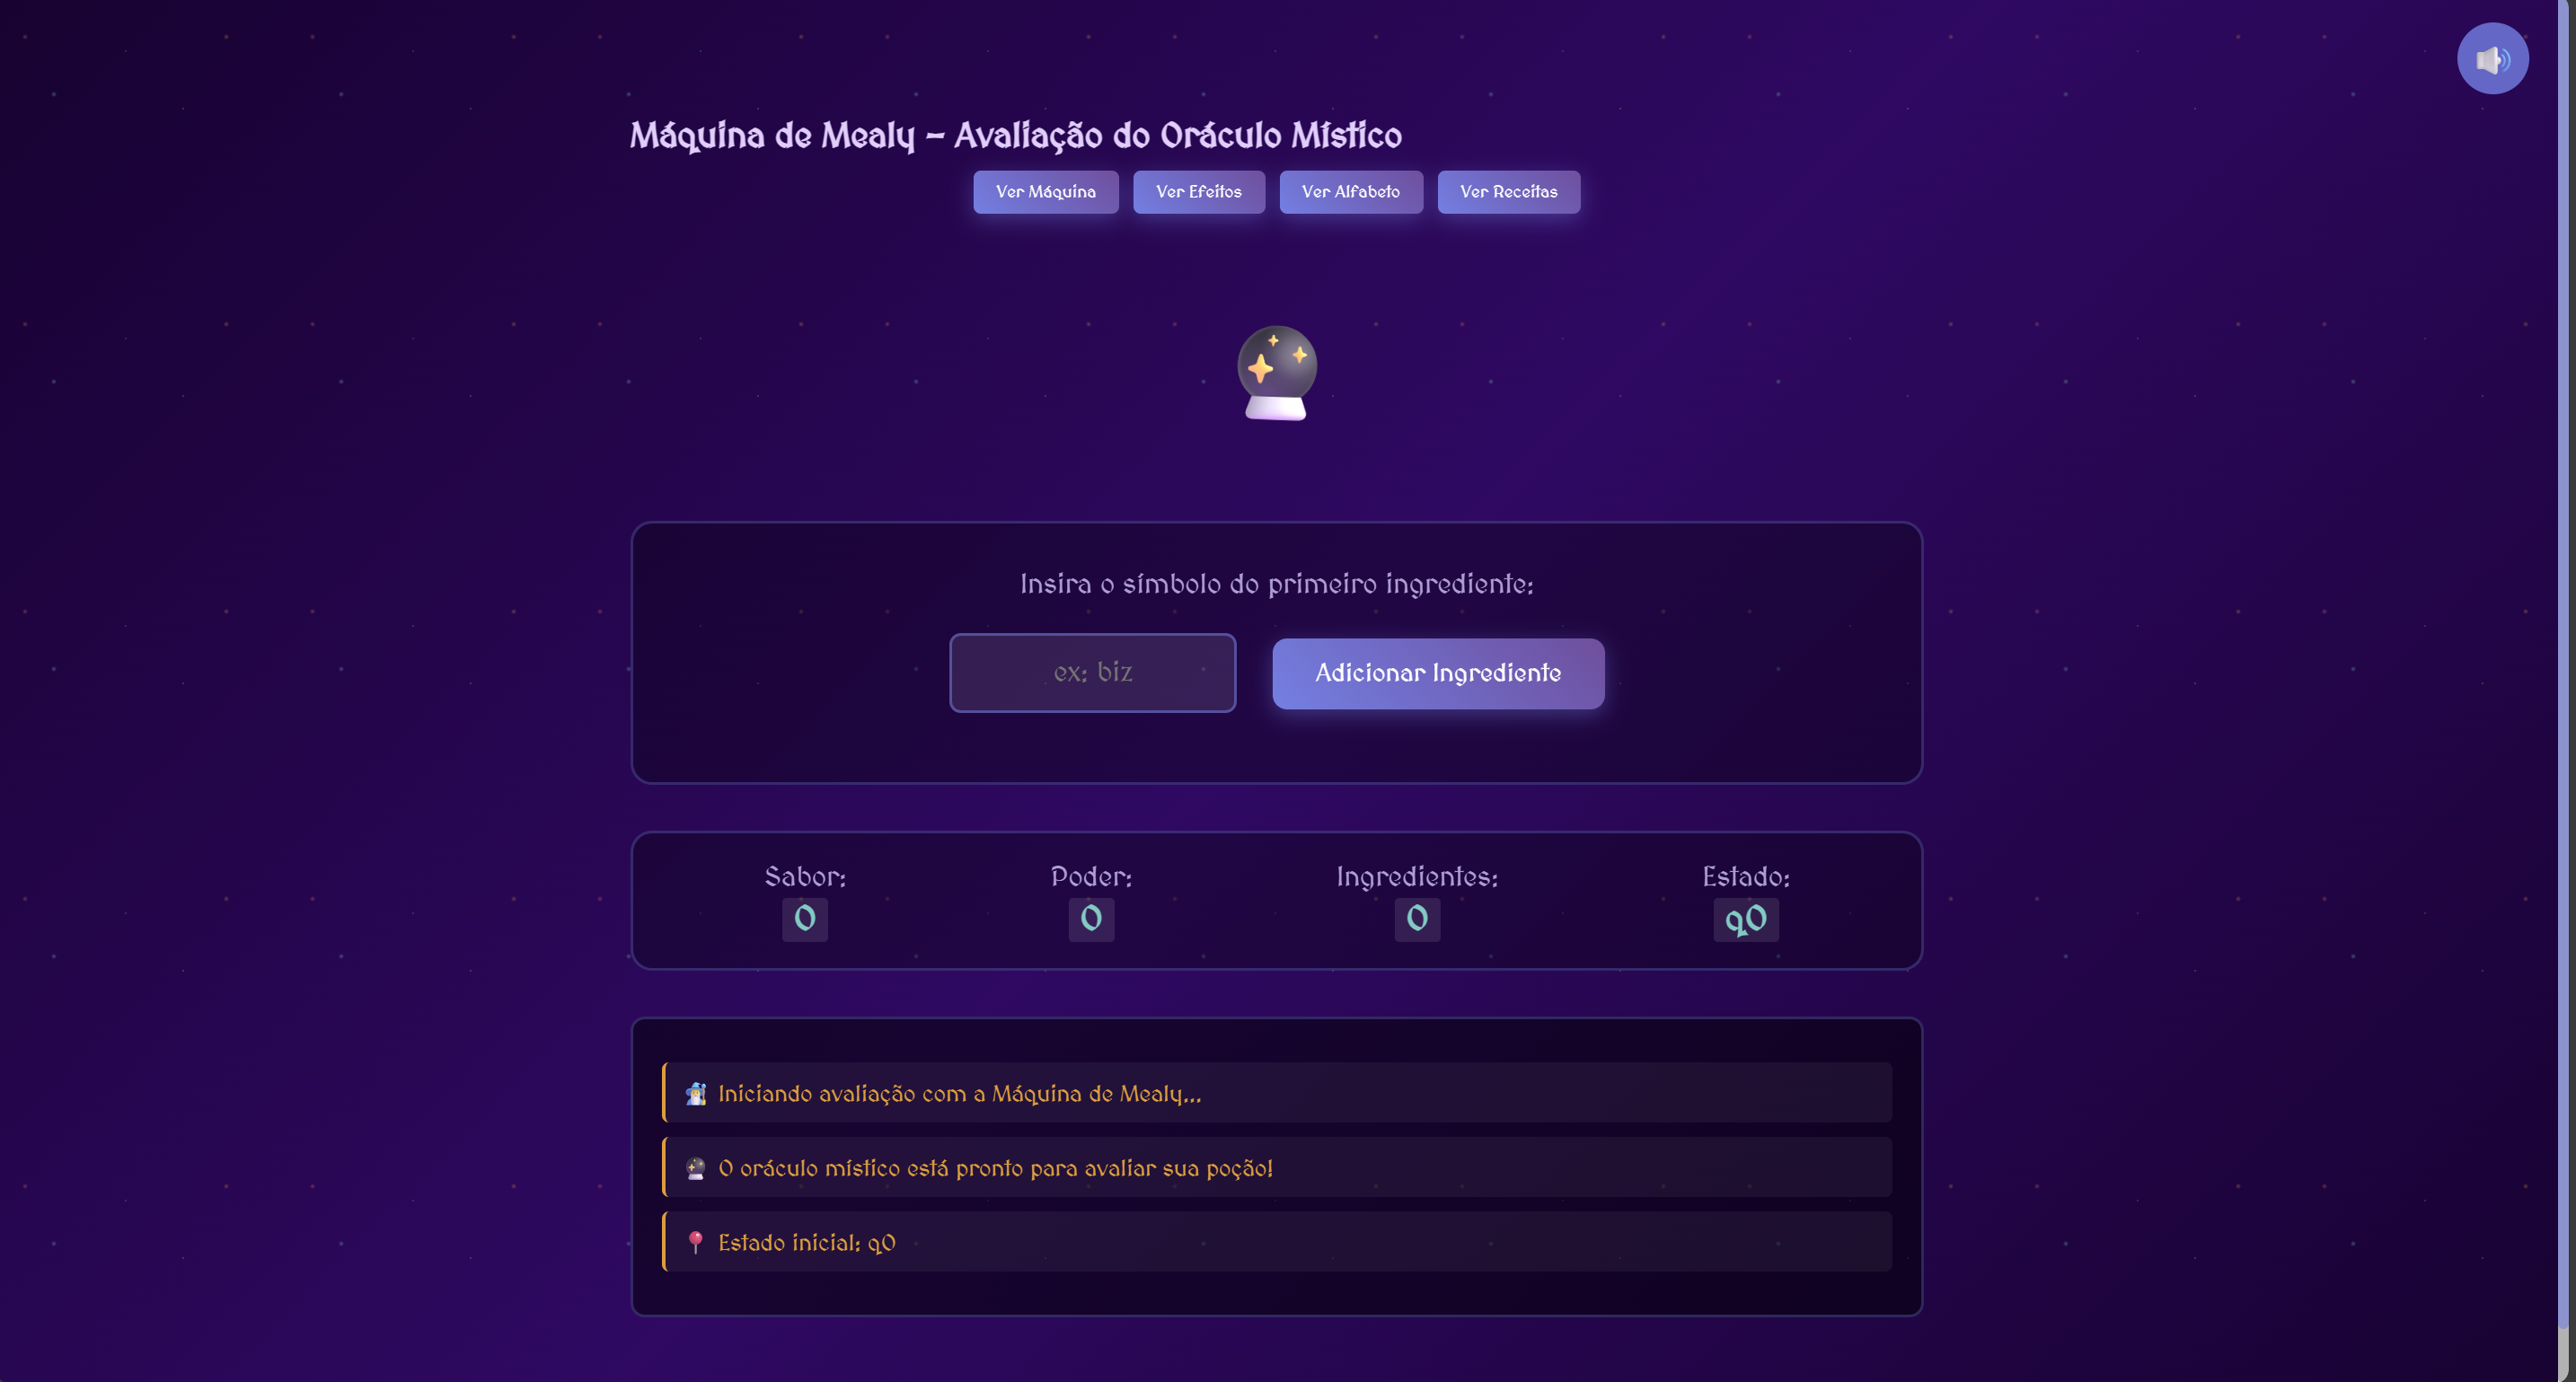 Máquina de Mealy – Avaliação do Oráculo Místico
Ver Máquina Ver Efeitos Ver Alfabeto Ver Receitas
Insira o símbolo do primeiro ingrediente:
ex: biz Adicionar Ingrediente
Sabor: Poder: Ingredientes: Estado:
0 0 0 q0
Iniciando avaliação com a Máquina de Mealy...
O oráculo místico está pronto para avaliar sua poção!
Estado inicial: q0